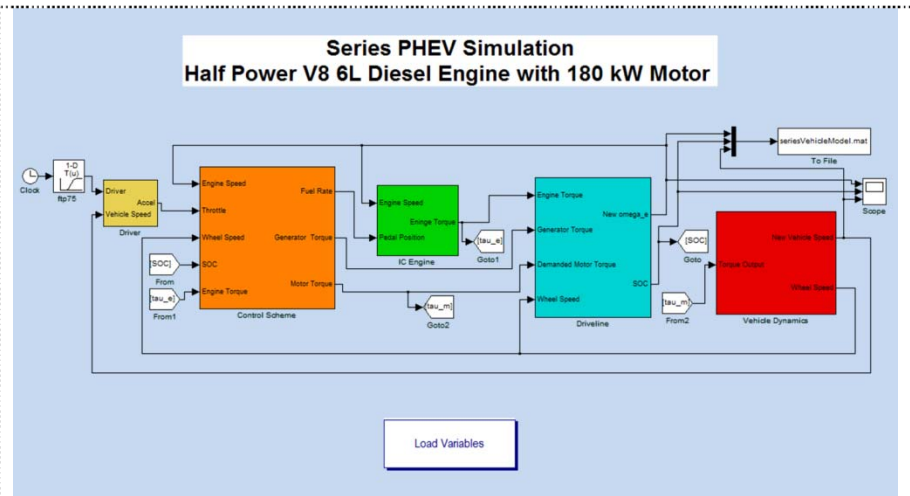 Series PHEV Simulation
Half Power V8 6L Diesel Engine with 180 kW Motor
Clock
1-D
T(u)
ftp75
Driver
Accel
Vehicle Speed
Driver
Engine Speed
Fuel Rate
Throttle
Wheel Speed
Generator Torque
SOC
Motor Torque
Engine Torque
Control Scheme
[SOC]
From
[tau_e]
From1
Engine Speed
Eninge Torque
Pedal Position
IC Engine
[tau_e]
Goto1
[tau_m]
Goto2
Engine Torque
New omega_e
Generator Torque
Demanded Motor Torque
SOC
Wheel Speed
Driveline
[SOC]
Goto
[tau_m]
From2
New Vehicle Speed
Torque Output
Wheel Speed
Vehicle Dynamics
seriesVehicleModel.mat
To File
Scope
Load Variables